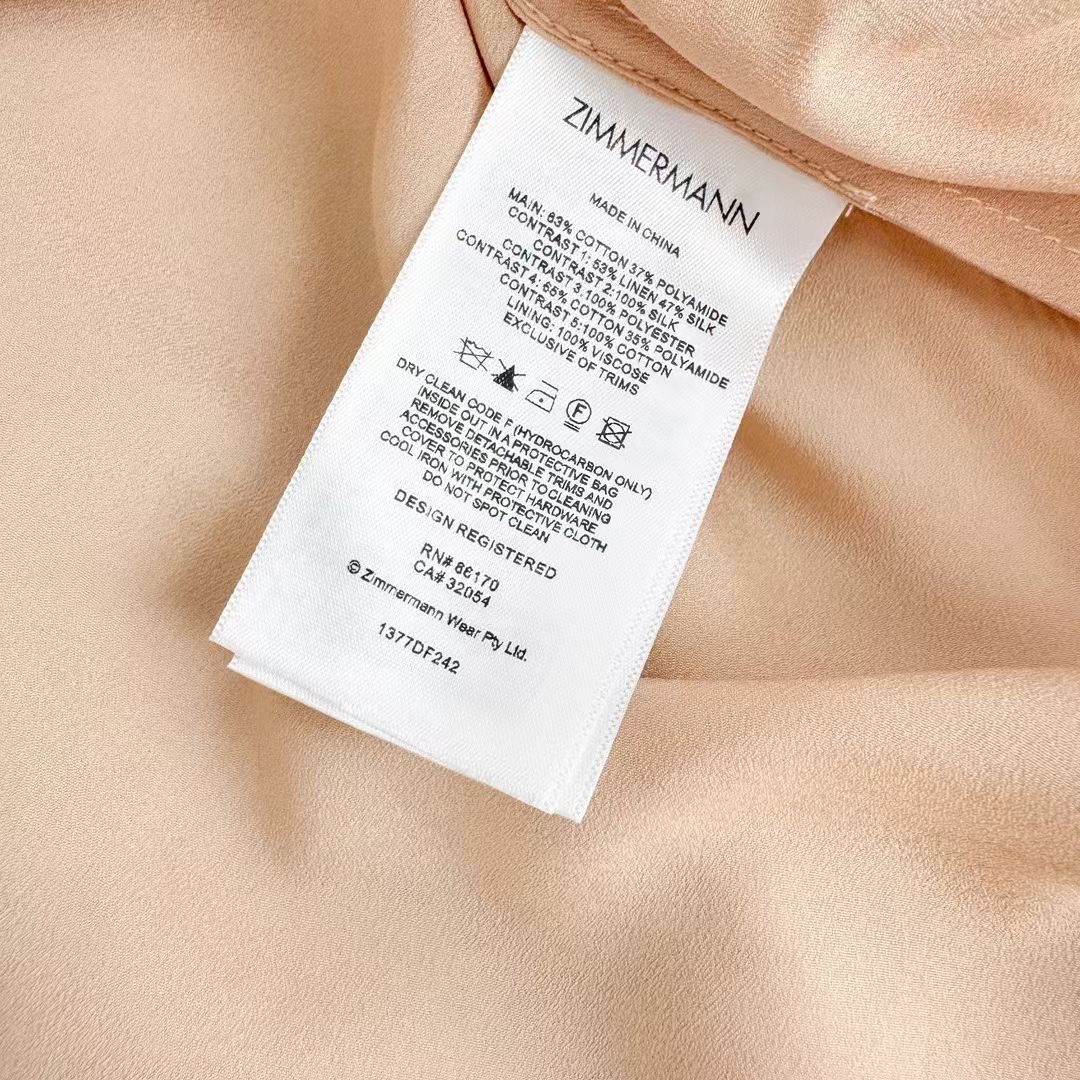 ZIMMERMANN
MADE IN CHINA
MAIN: 63% COTTON 37% POLYAMIDE
CONTRAST 1: 53% LINEN 47% SILK
CONTRAST 2:100% SILK
CONTRAST 3:100% POLYESTER
CONTRAST 4: 65% COTTON 35% POLYAMIDE
CONTRAST 5:100% COTTON
LINING: 100% VISCOSE
EXCLUSIVE OF TRIMS
F
DRY CLEAN CODE F (HYDROCARBON ONLY)
INSIDE OUT IN A PROTECTIVE BAG
REMOVE DETACHABLE TRIMS AND
ACCESSORIES PRIOR TO CLEANING
COVER TO PROTECT HARDWARE
COOL IRON WITH PROTECTIVE CLOTH
DO NOT SPOT CLEAN
DESIGN REGISTERED
RN# 86170
CA# 32054
© Zimmermann Wear Pty Ltd.
1377DF242